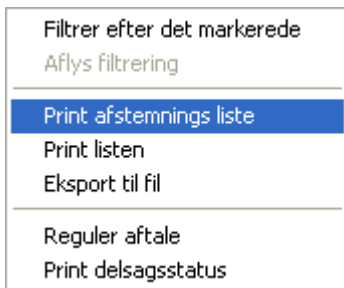 Filtrer efter det markerede
Aflys filtrering
Print afstemnings liste
Print listen
Eksport til fil
Reguler aftale
Print delsagsstatus